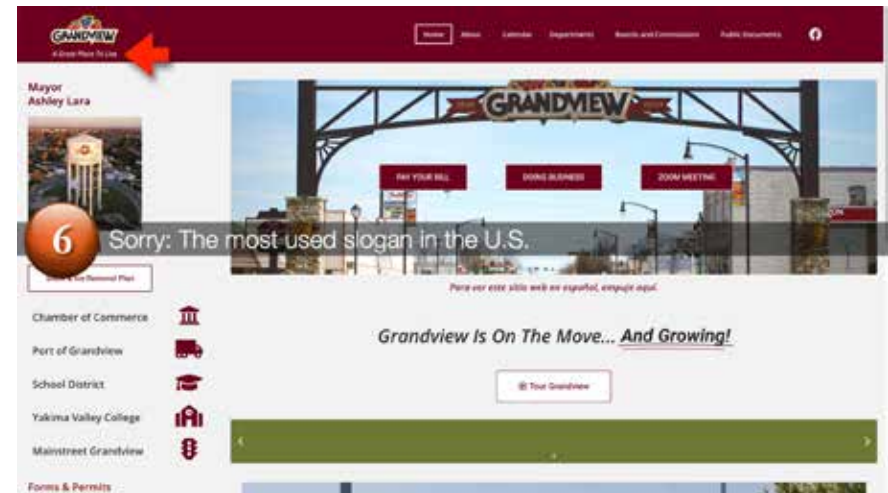 GRANDVIEW
A Great Place To Live
Home About Calendar Departments Boards and Commissions Public Documents
Mayor
Ashley Lara
GRANDVIEW
PAY YOUR BILL DOING BUSINESS ZOOM MEETING
6 Sorry: The most used slogan in the U.S.
Removal Plan
Para ver este sitio web en español, empuje aquí.
Chamber of Commerce
Grandview Is On The Move... And Growing!
Port of Grandview
School District
Tour Grandview
Yakima Valley College
Mainstreet Grandview
Forms & Permits